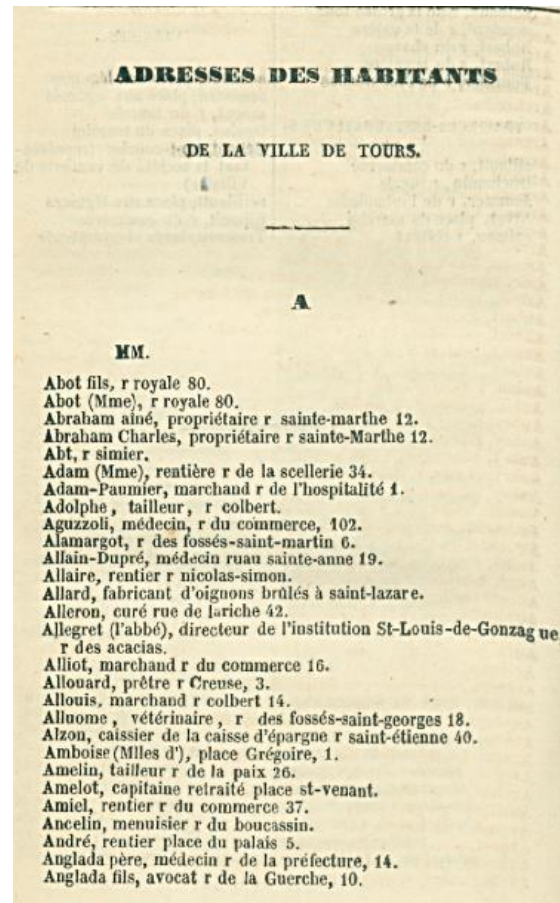 ADRESSES DES HABITANTS
DE LA VILLE DE TOURS.
A
MM.
Abot fils, r royale 80.
Abot (Mme), r royale 80.
Abraham ainé, propriétaire r sainte-marthe 12.
Abraham Charles, propriétaire r sainte-Marthe 12.
Abt, r simier.
Adam (Mme), rentière r de la scellerie 34.
Adam-Paumier, marchand r de l'hospitalité 1.
Adolphe, tailleur, r colbert.
Aguzzoli, médecin, r du commerce, 102.
Alamargot, r des fossés-saint-martin 6.
Allain-Dupré, médecin ruau sainte-anne 19.
Allaire, rentier r nicolas-simon.
Allard, fabricant d'oignons brûlés à saint-lazare.
Alleron, curé rue de lariche 42.
Allegret (l'abbé), directeur de l'institution St-Louis-de-Gonzague
r des acacias.
Alliot, marchand r du commerce 16.
Allouard, prêtre r Creuse, 3.
Allouis, marchand r colbert 14.
Alluome, vétérinaire, r des fossés-saint-georges 18.
Alzon, caissier de la caisse d'épargne r saint-étienne 40.
Amboise (Mlles d'), place Grégoire, 1.
Amelin, tailleur r de la paix 26.
Amelot, capitaine retraité place st-venant.
Amiel, rentier r du commerce 37.
Ancelin, menuisier r du boucassin.
André, rentier place du palais 5.
Anglada père, médecin r de la préfecture, 14.
Anglada fils, avocat r de la Guerche, 10.